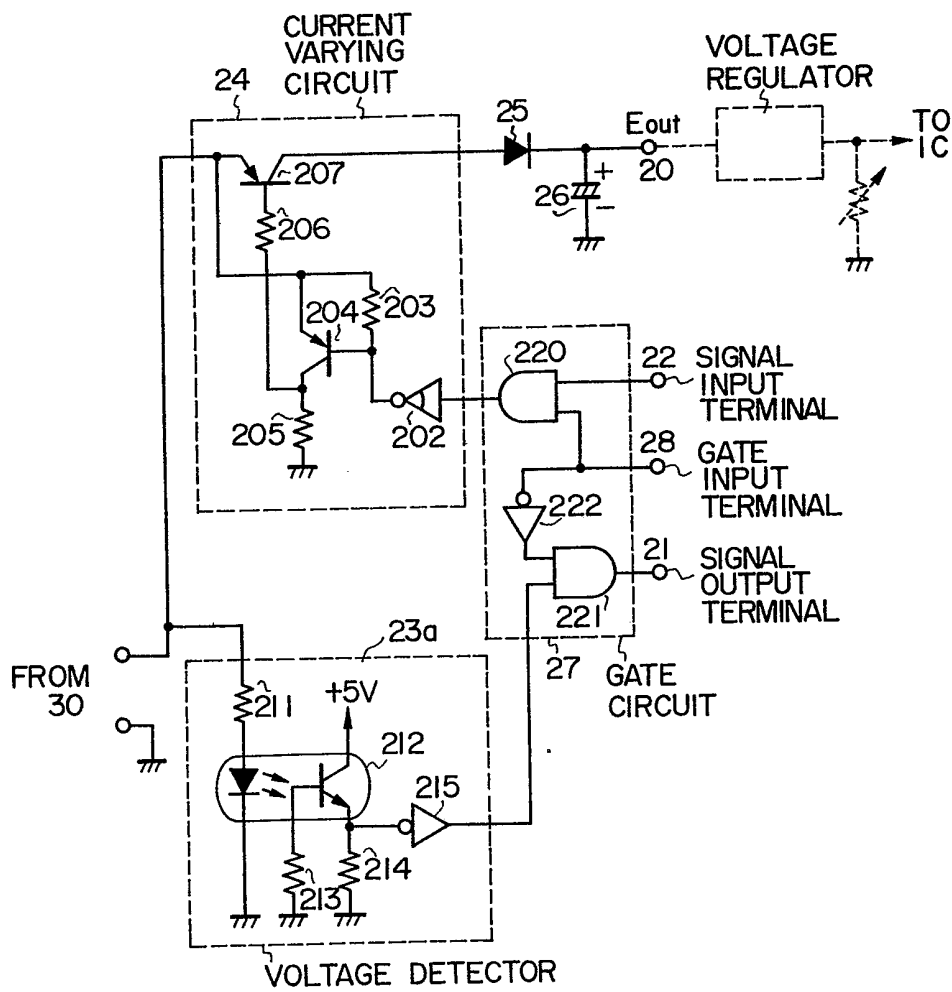 CURRENT
VARYING
CIRCUIT
24
VOLTAGE
REGULATOR
25
Eout
20
TO
IC
207
26
+
−
206
203
204
205
202
220
22
SIGNAL
INPUT
TERMINAL
28
GATE
INPUT
TERMINAL
222
21
SIGNAL
OUTPUT
TERMINAL
221
27
GATE
CIRCUIT
23a
FROM
30
211
+5V
212
215
213
214
VOLTAGE DETECTOR